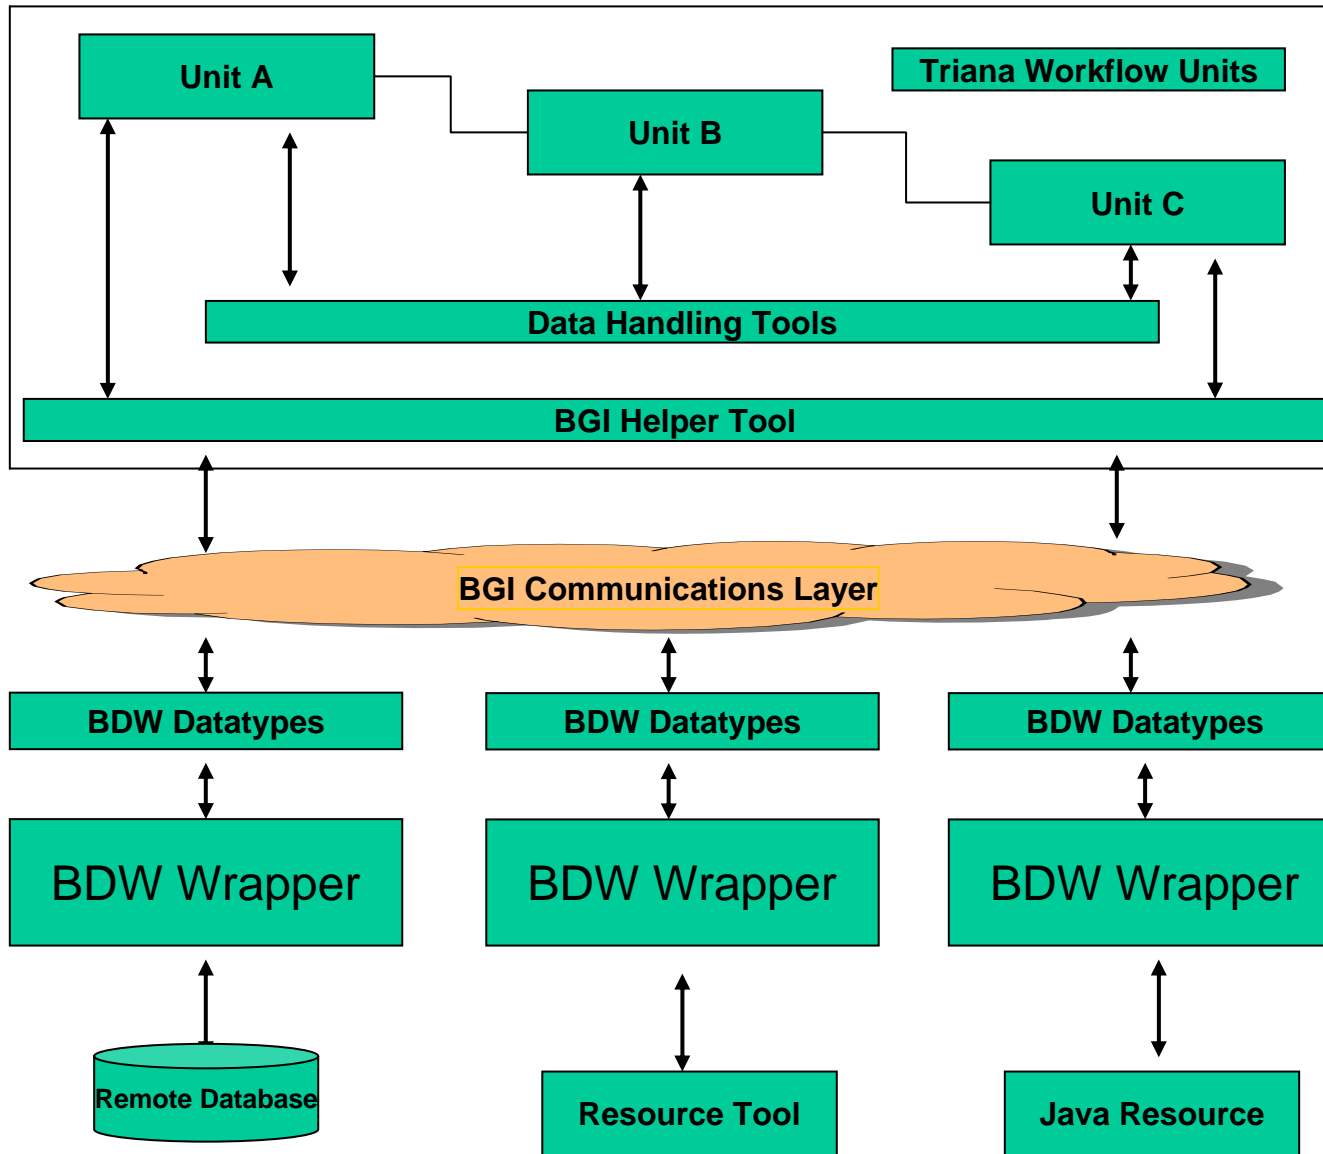 Unit A
Triana Workflow Units
Unit B
Unit C
Data Handling Tools
BGI Helper Tool
BGI Communications Layer
BDW Datatypes
BDW Datatypes
BDW Datatypes
BDW Wrapper
BDW Wrapper
BDW Wrapper
Remote Database
Resource Tool
Java Resource